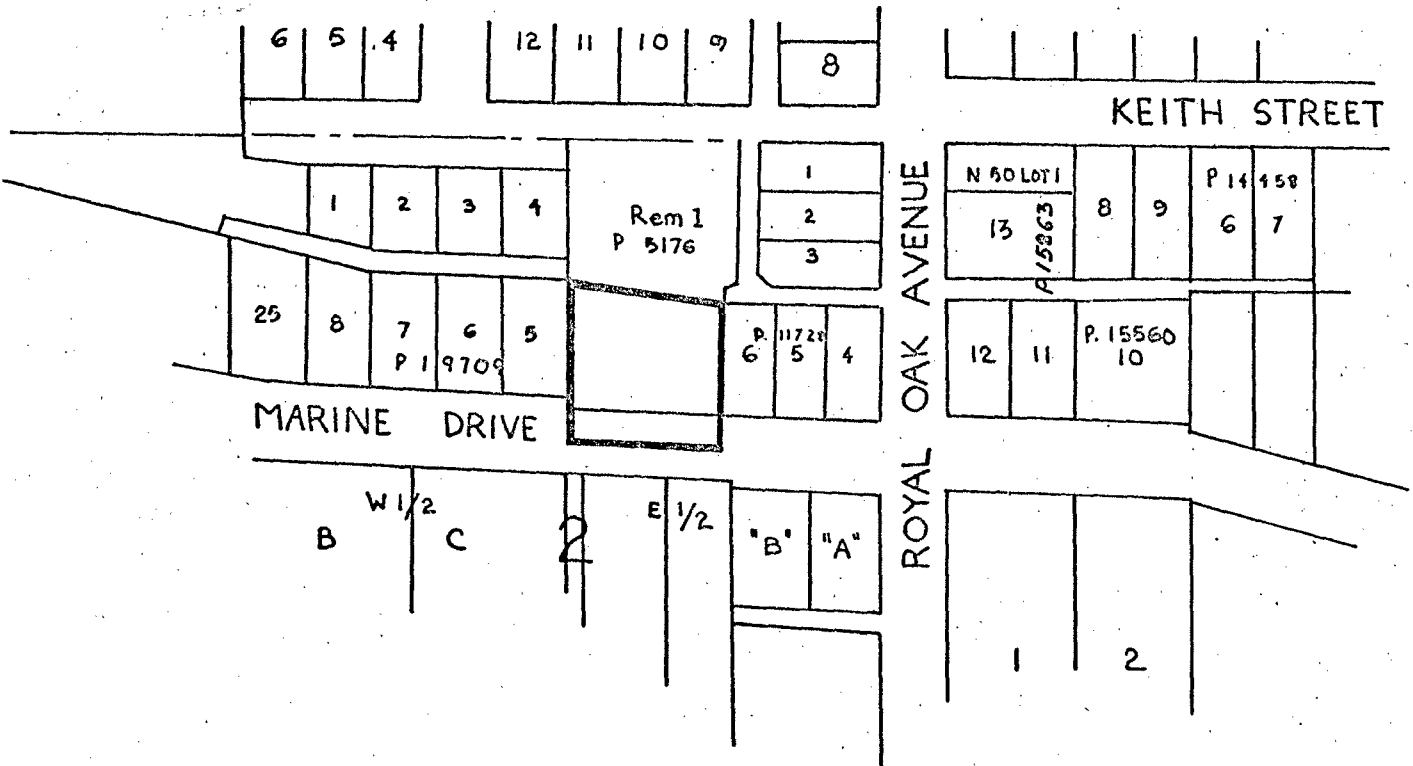 6 5 4 12 11 10 9
8
KEITH STREET
1 2 3 4
Rem 1
P 5176
1
2
3
ROYAL OAK AVENUE
N 50 LOT 1
13
A 15263
8 9
P 14458
6 7
25 8 7 6 5
P 19709
P. 11728
6 5 4
12 11
P. 15560
10
MARINE DRIVE
W 1/2
B C 2
E 1/2
"B" "A"
1 2